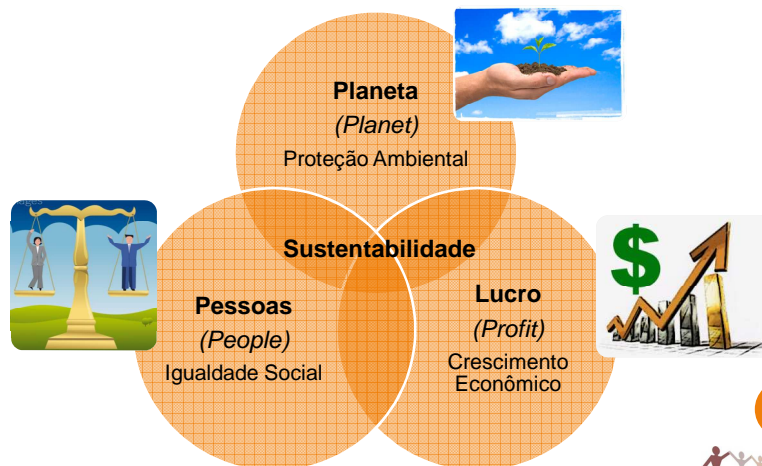 Planeta
(Planet)
Proteção Ambiental
Sustentabilidade
Pessoas
(People)
Igualdade Social
Lucro
(Profit)
Crescimento
Econômico
$